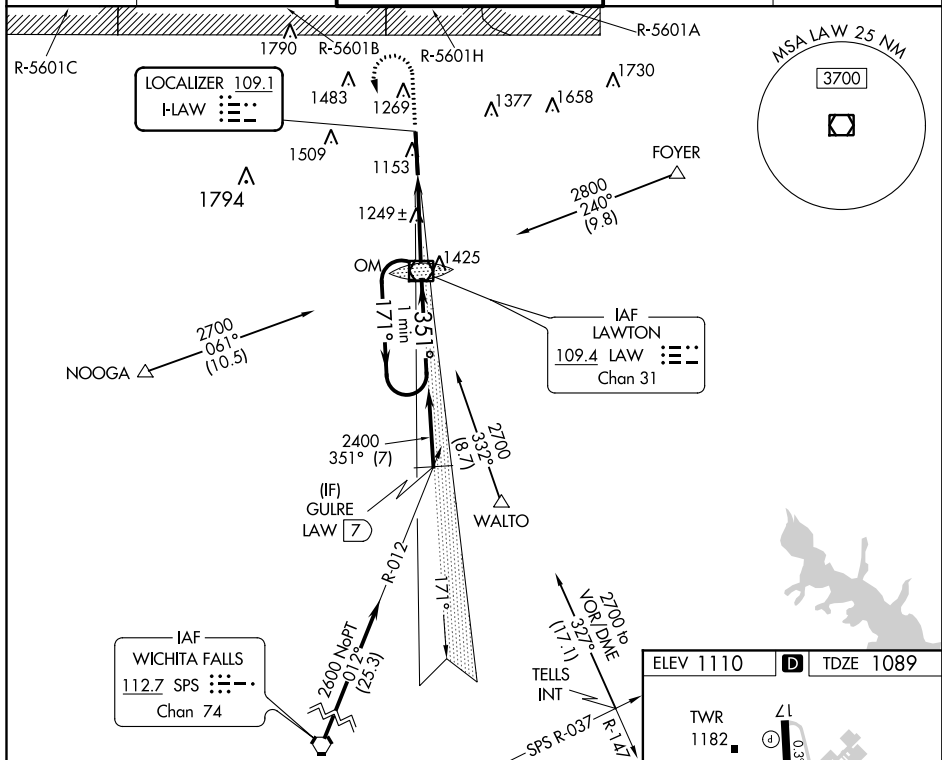 R-5601C
1790
R-5601B
R-5601H
R-5601A
MSA LAW 25 NM
3700
LOCALIZER 109.1
I-LAW
1483
1269
1377
1658
1730
1509
1153
1794
FOYER
2800
240°
(9.8)
1249 ±
OM
1425
171°
1 min
351°
IAF
LAWTON
109.4 LAW
Chan 31
2700
061°
(10.5)
NOOGA
2400
351° (7)
2700
332°
(8.7)
WALTO
(IF)
GULRE
LAW 7
R-012
171°
2600 NoPT
012°
(25.3)
IAF
WICHITA FALLS
112.7 SPS
Chan 74
2700 to
VOR/DME
327°
(17.1)
TELLS
INT
SPS R-037
R-147
ELEV 1110
D
TDZE 1089
TWR
1182
P
17